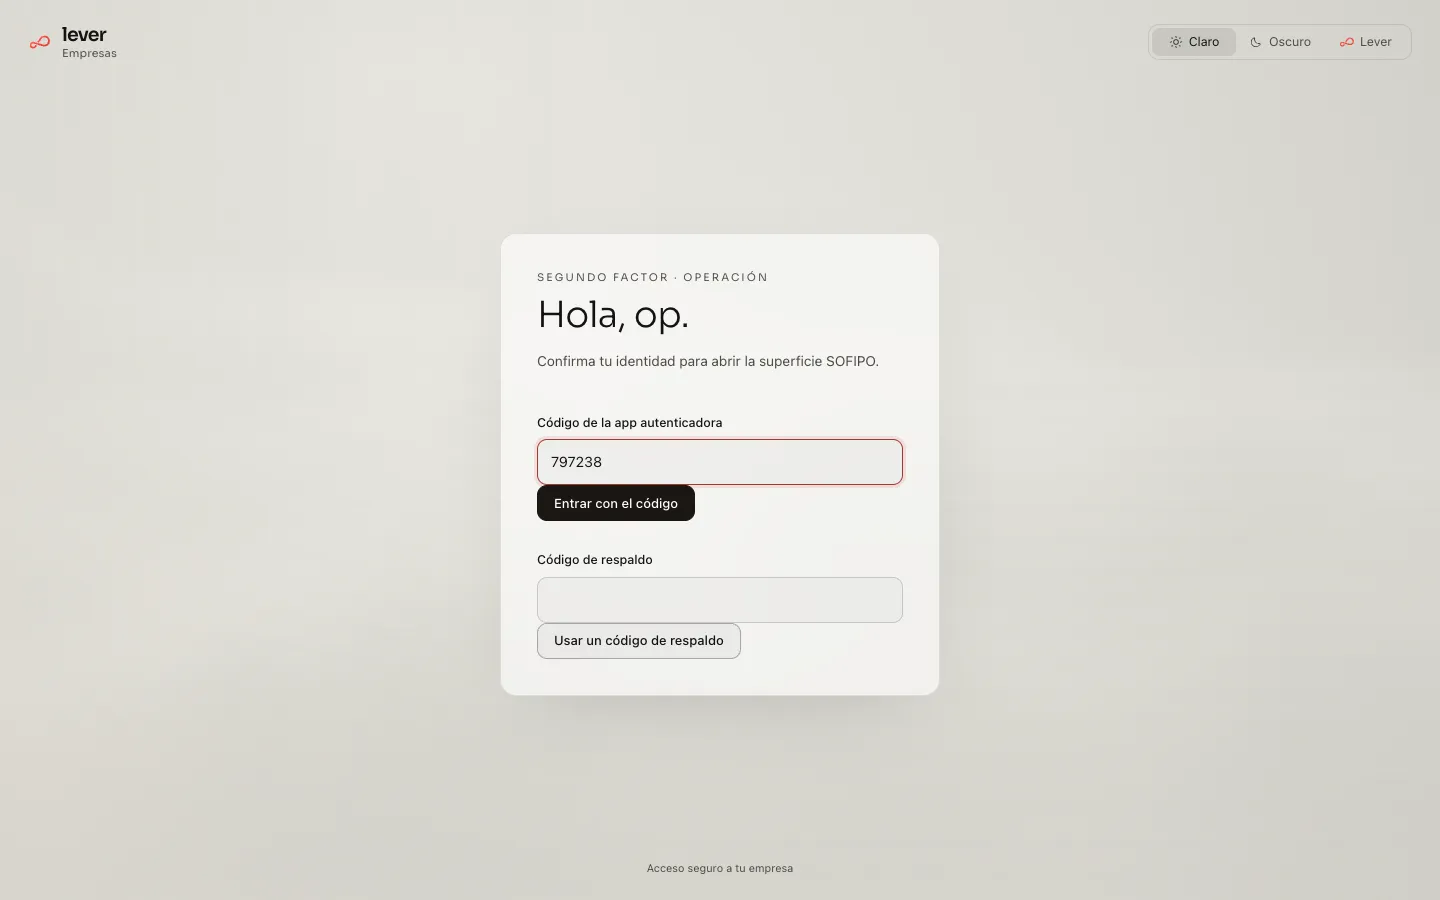 lever
Empresas
Claro
Oscuro
Lever
SEGUNDO FACTOR · OPERACIÓN
Hola, op.
Confirma tu identidad para abrir la superficie SOFIPO.
Código de la app autenticadora
797238
Entrar con el código
Código de respaldo
Usar un código de respaldo
Acceso seguro a tu empresa